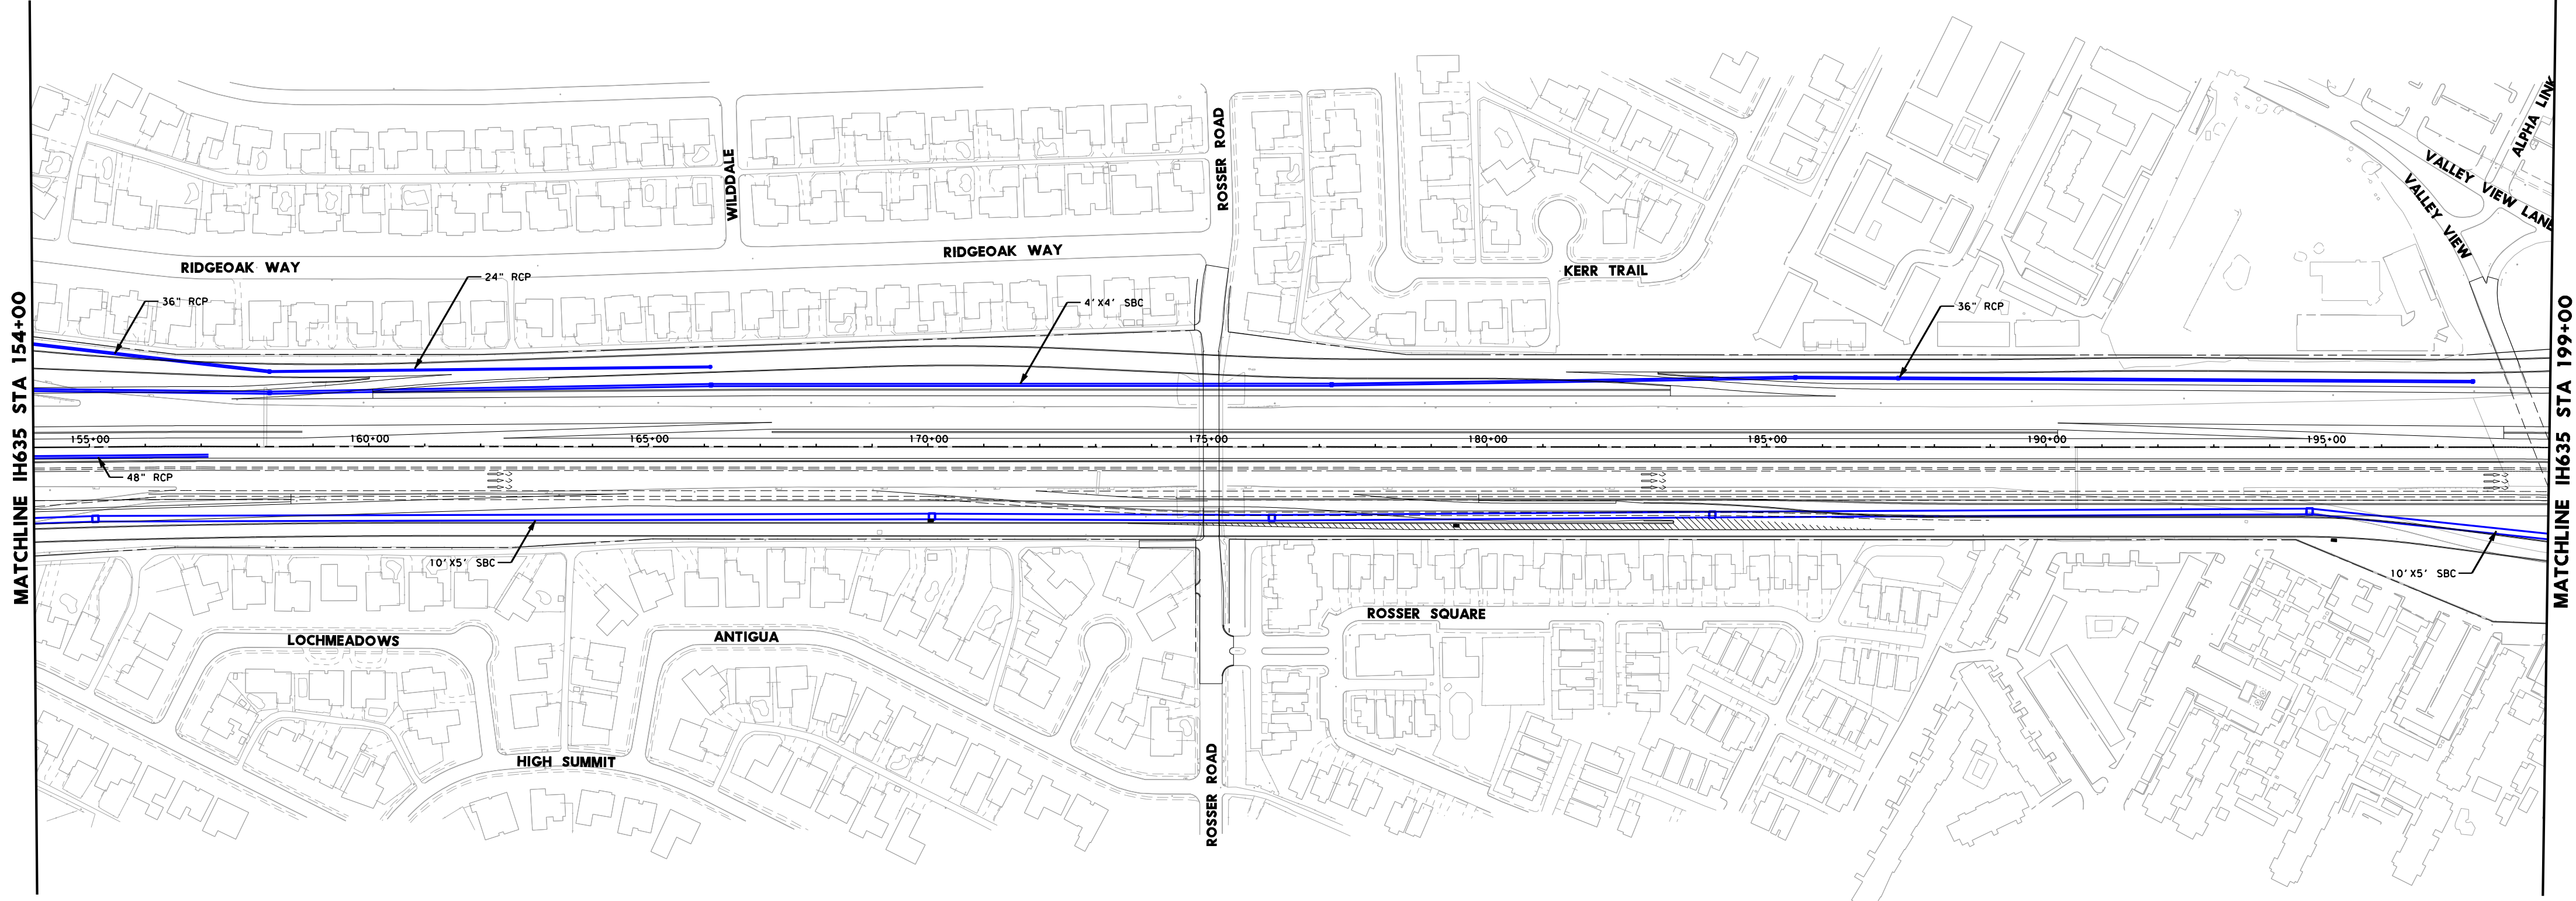 ALPHA LINK
VALLEY VIEW LANE
VALLEY VIEW
WILDDALE
ROSSER ROAD
RIDGEOAK WAY
RIDGEOAK WAY
KERR TRAIL
24" RCP
36" RCP
4'X4' SBC
36" RCP
MATCHLINE IH635 STA 154+00
MATCHLINE IH635 STA 199+00
155+00
160+00
165+00
170+00
175+00
180+00
185+00
190+00
195+00
48" RCP
10'X5' SBC
10'X5' SBC
LOCHMEADOWS
ANTIGUA
ROSSER SQUARE
HIGH SUMMIT
ROSSER ROAD